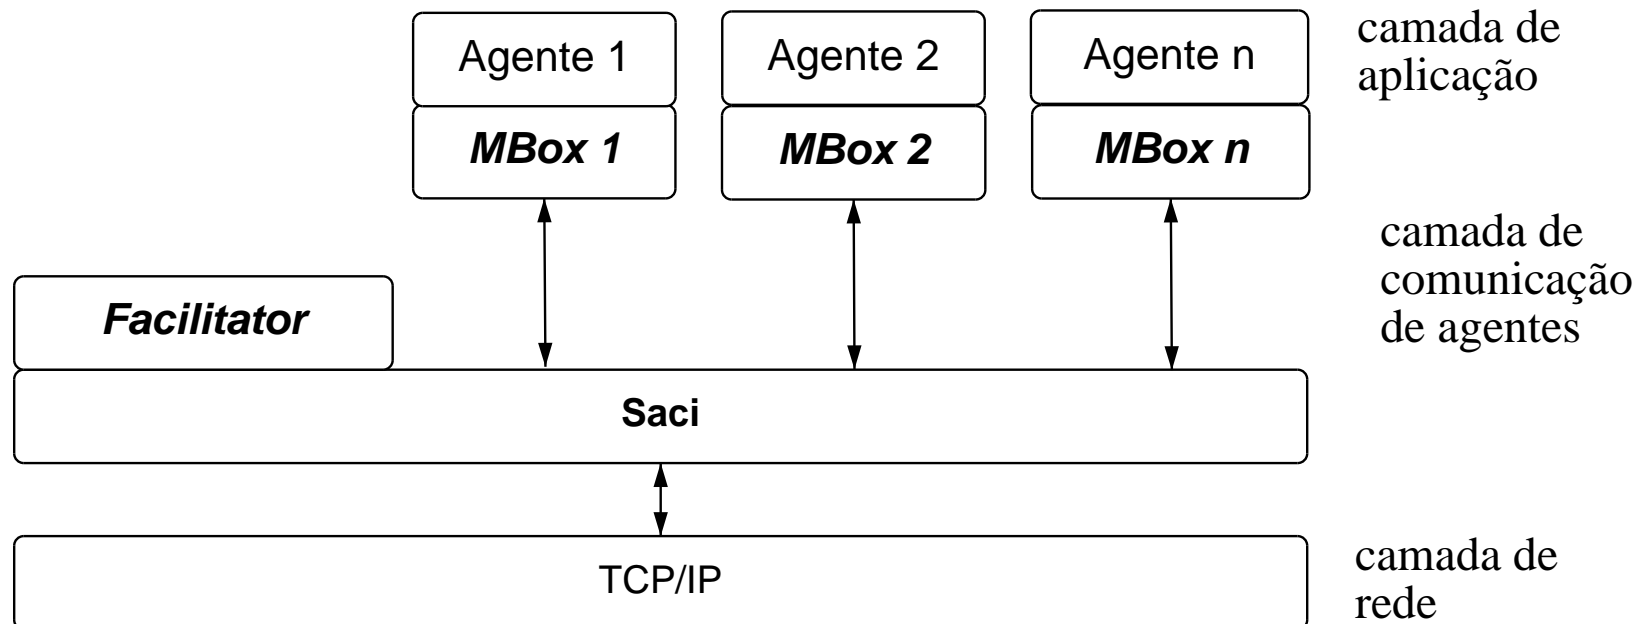 Agente 1
Agente 2
Agente n
camada de
aplicação
MBox 1
MBox 2
MBox n
camada de
comunicação
de agentes
Facilitator
Saci
TCP/IP
camada de
rede